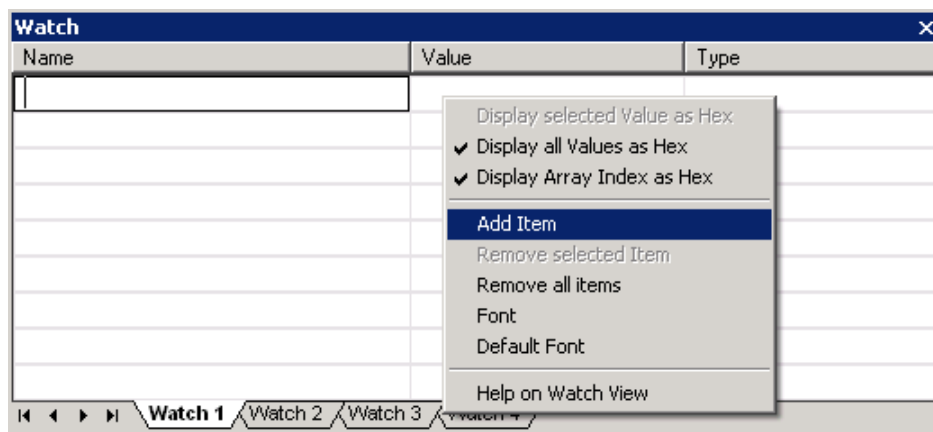 Watch
Name Value Type
Display selected Value as Hex
Display all Values as Hex
Display Array Index as Hex
Add Item
Remove selected Item
Remove all items
Font
Default Font
Help on Watch View
Watch 1 Watch 2 Watch 3 Watch 4